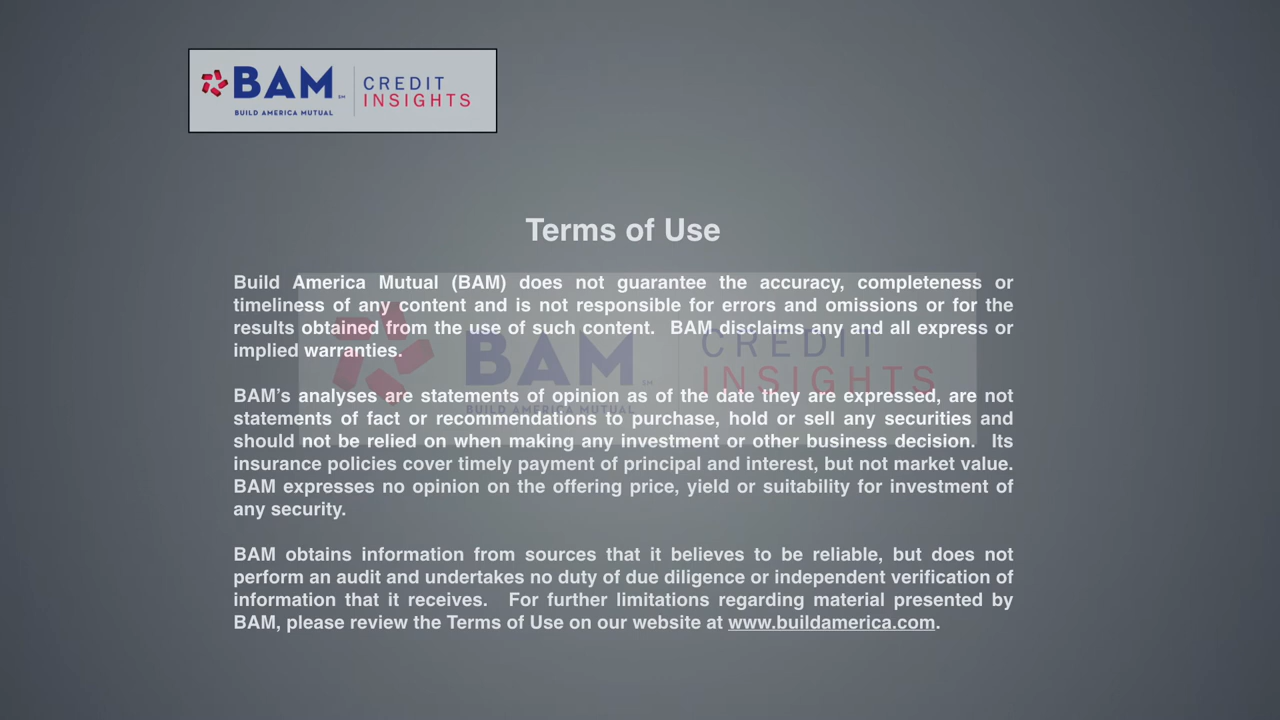 BAM SM
BUILD AMERICA MUTUAL
CREDIT
INSIGHTS
Terms of Use
Build America Mutual (BAM) does not guarantee the accuracy, completeness or
timeliness of any content and is not responsible for errors and omissions or for the
results obtained from the use of such content. BAM disclaims any and all express or
implied warranties.
BAM’s analyses are statements of opinion as of the date they are expressed, are not
statements of fact or recommendations to purchase, hold or sell any securities and
should not be relied on when making any investment or other business decision. Its
insurance policies cover timely payment of principal and interest, but not market value.
BAM expresses no opinion on the offering price, yield or suitability for investment of
any security.
BAM obtains information from sources that it believes to be reliable, but does not
perform an audit and undertakes no duty of due diligence or independent verification of
information that it receives. For further limitations regarding material presented by
BAM, please review the Terms of Use on our website at www.buildamerica.com.
BAM SM
BUILD AMERICA MUTUAL
CREDIT
INSIGHTS